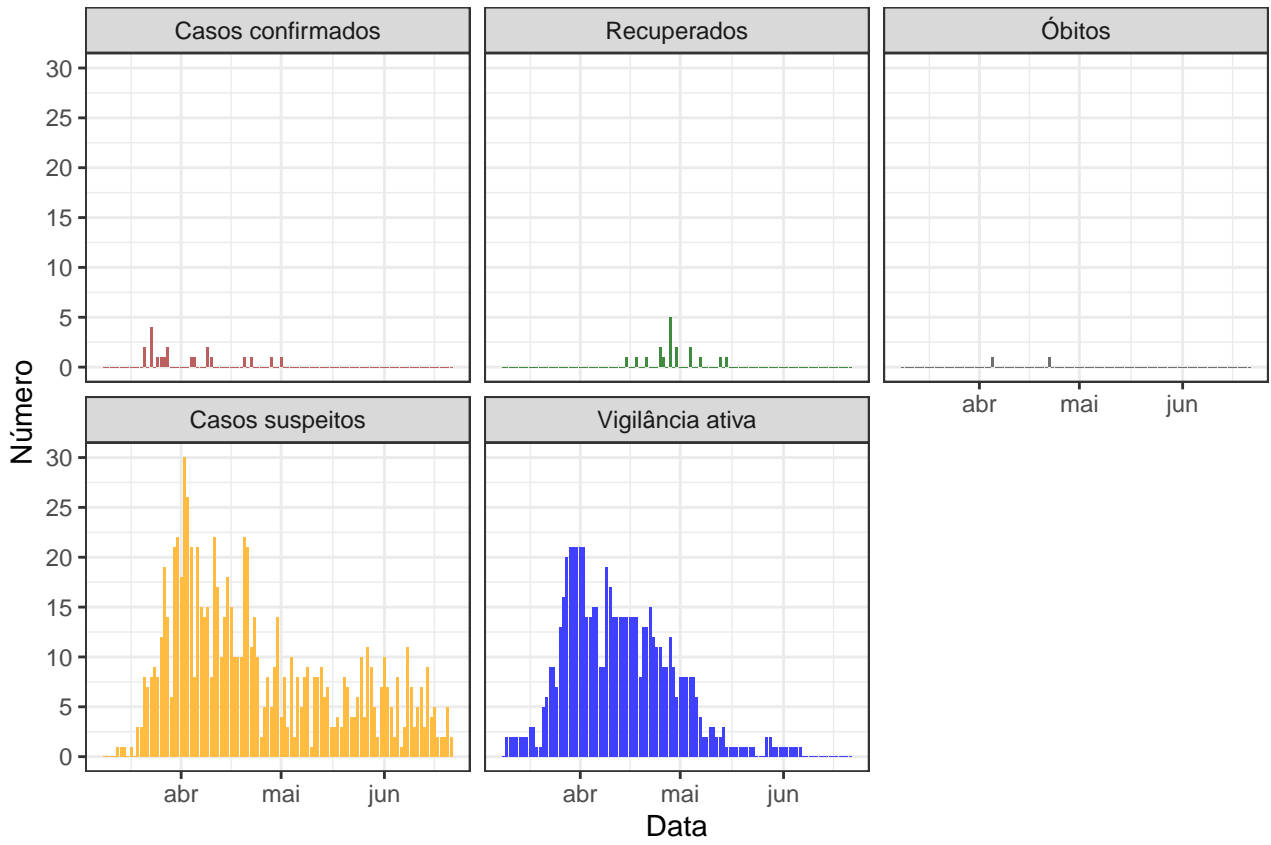 Casos confirmados
Recuperados
Óbitos
30
25
20
15
10
5
0
abr mai jun
Número
Casos suspeitos
Vigilância ativa
30
25
20
15
10
5
0
abr mai jun
abr mai jun
Data